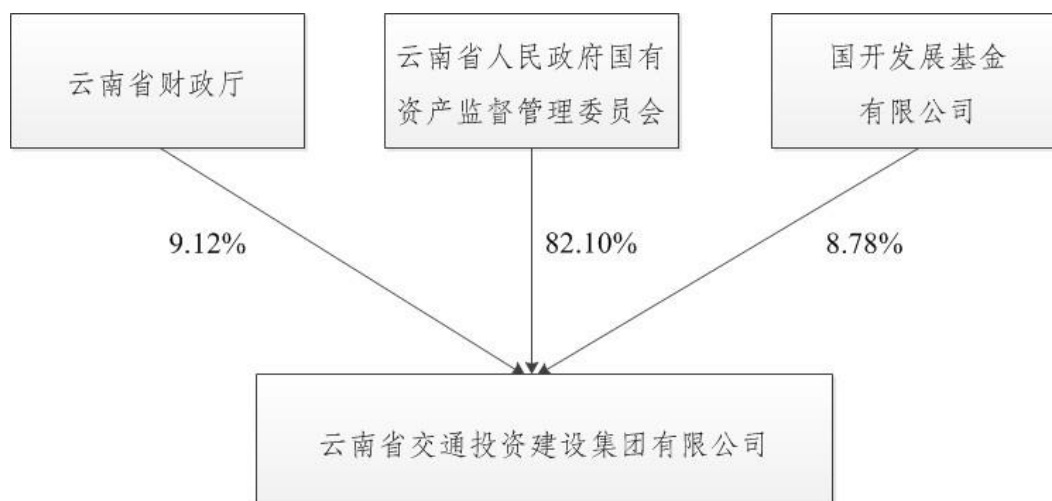 云南省财政厅
云南省人民政府国有
资产监督管理委员会
国开发展基金
有限公司
9.12%
82.10%
8.78%
云南省交通投资建设集团有限公司